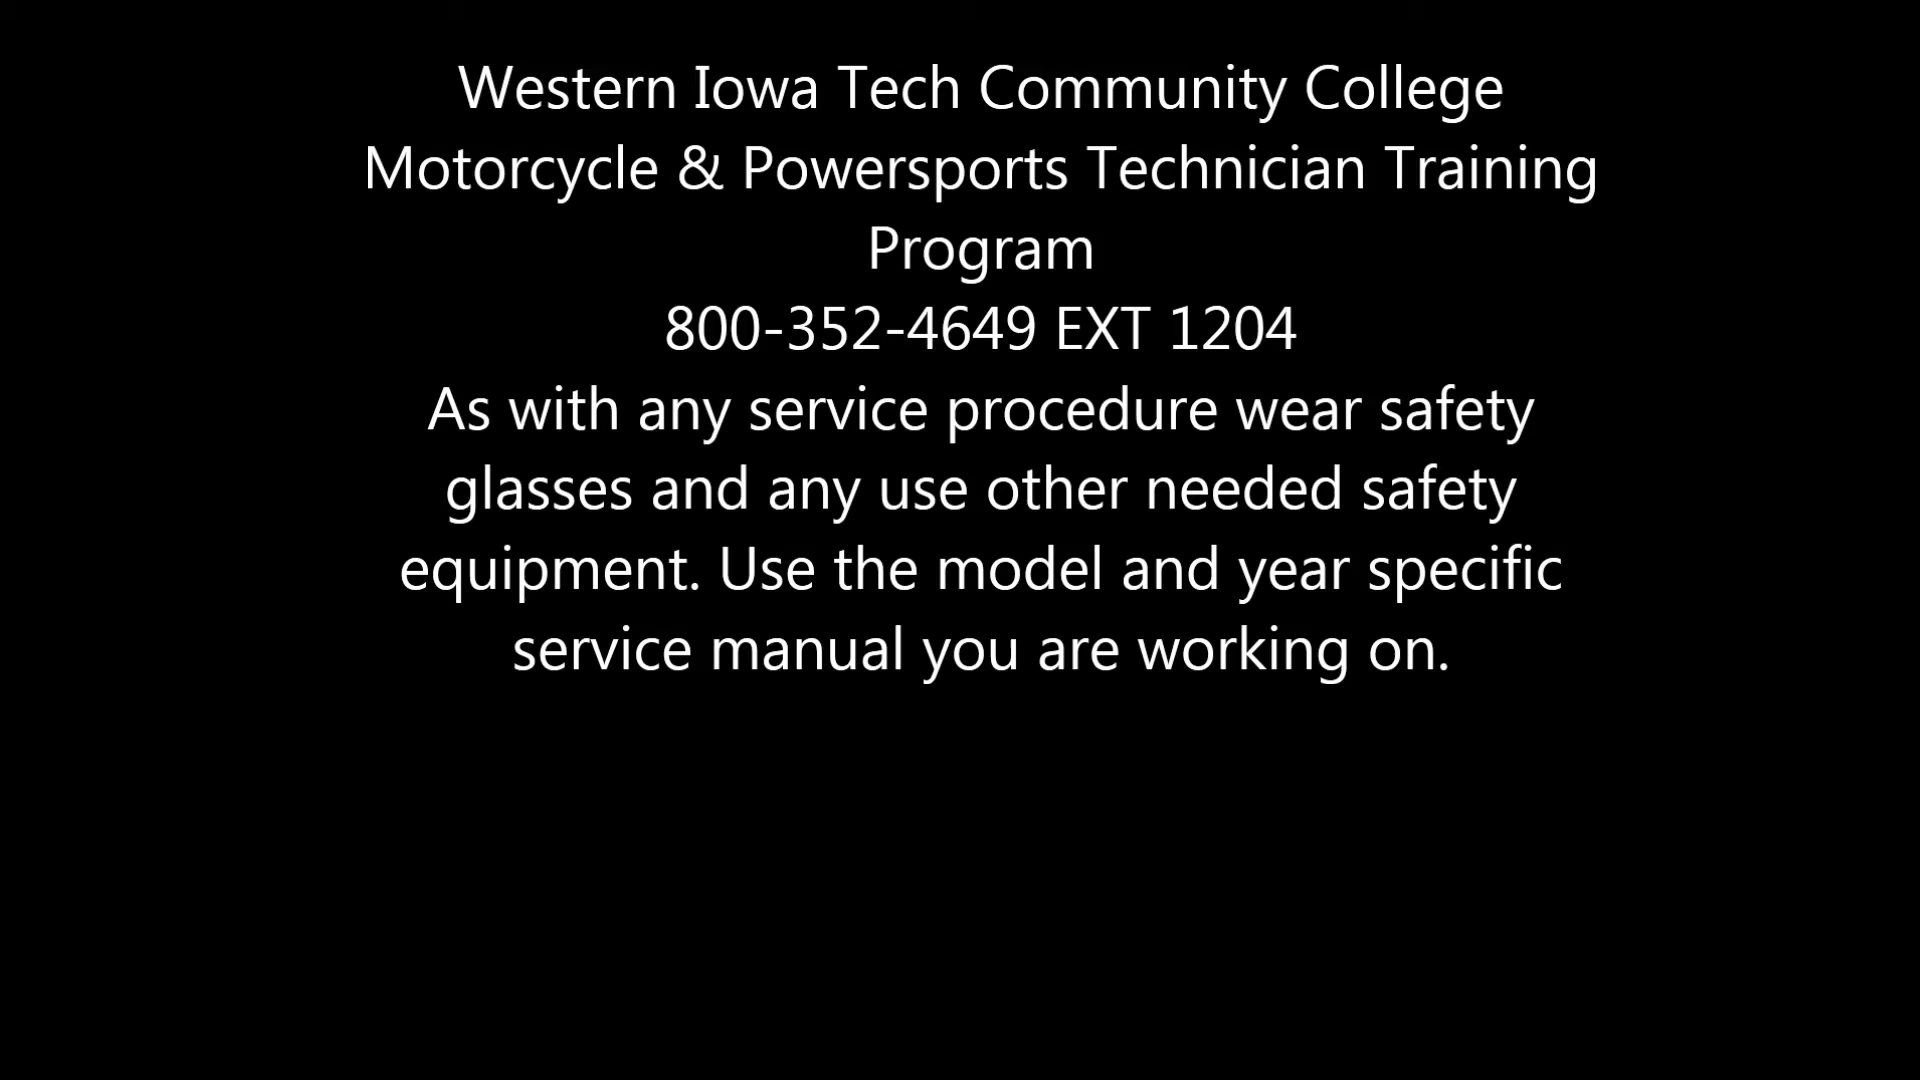 Western Iowa Tech Community College
Motorcycle & Powersports Technician Training
Program
800-352-4649 EXT 1204
As with any service procedure wear safety
glasses and any use other needed safety
equipment. Use the model and year specific
service manual you are working on.